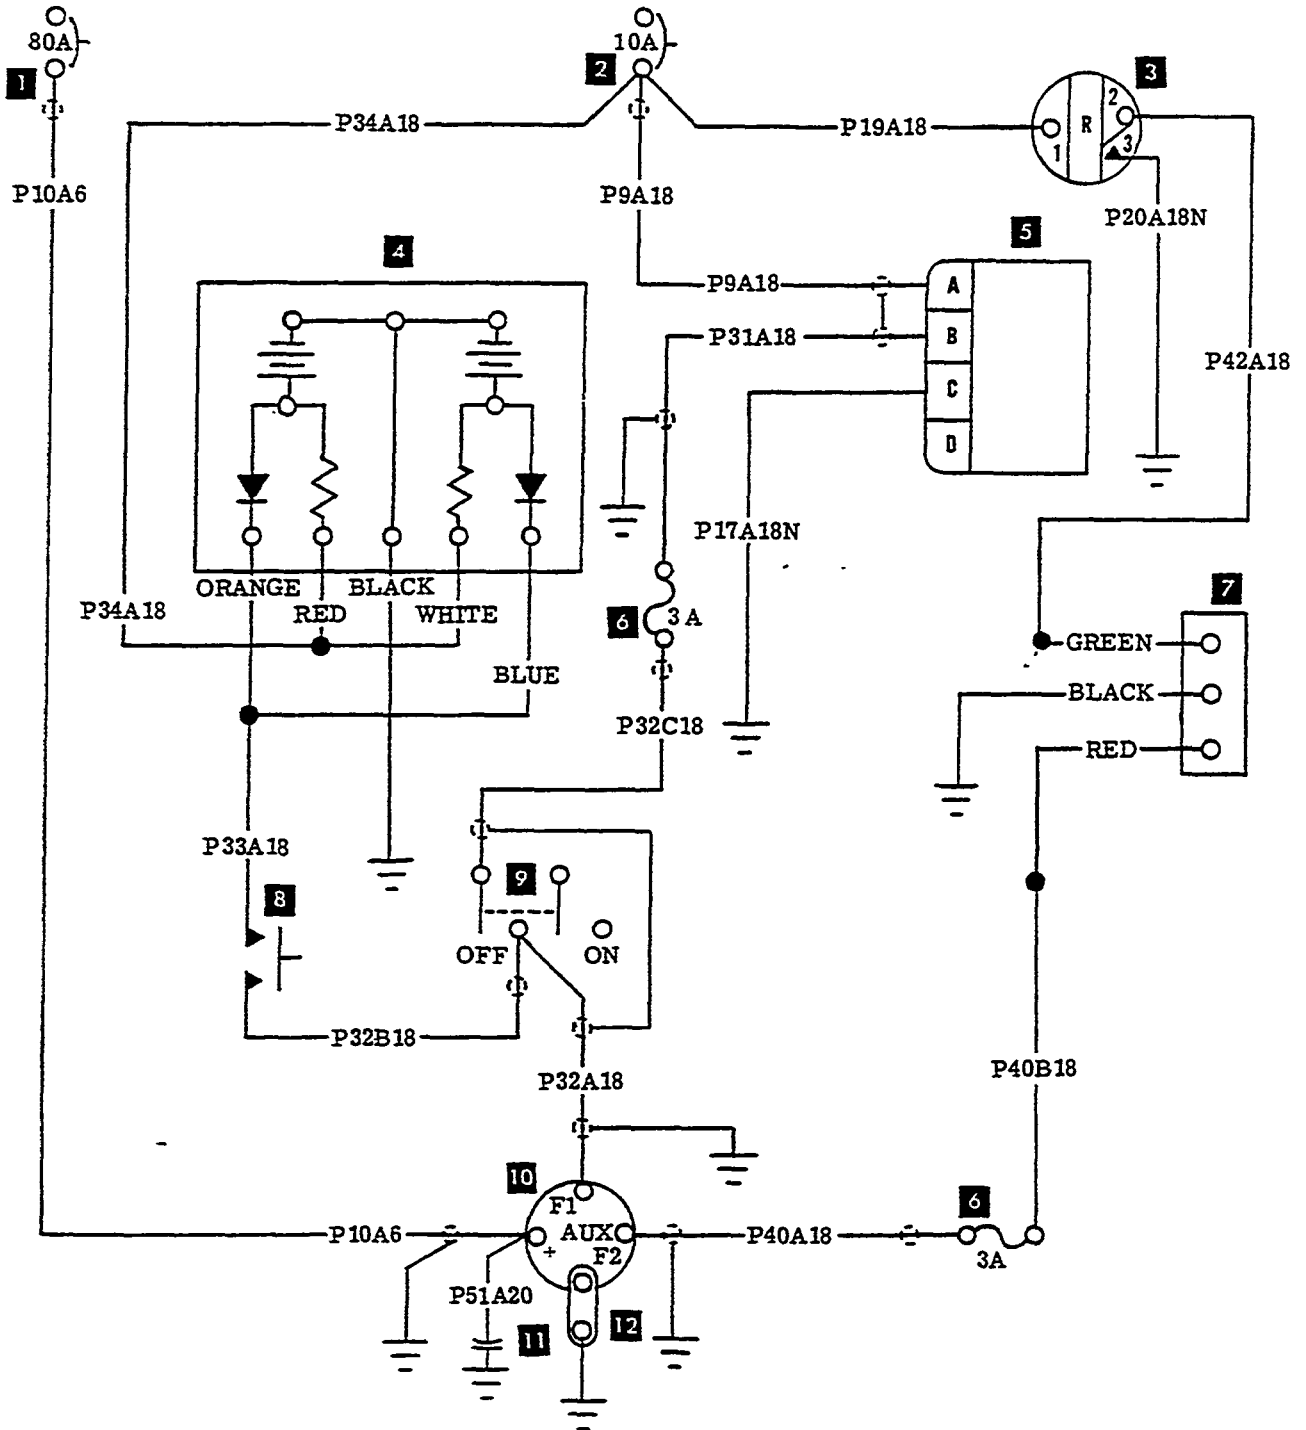 80A
1
10A
2
3
P34A18
P19A18
1
R
2
3
P10A6
P9A18
P20A18N
4
5
P9A18
A
P31A18
B
C
D
P42A18
P17A18N
ORANGE
BLACK
RED
WHITE
P34A18
6
3A
7
GREEN
BLUE
BLACK
P32C18
RED
P33A18
8
9
OFF
ON
P32B18
P40B18
P32A18
10
F1
6
P10A6
+
AUX
F2
P40A18
3A
P51A20
11
12